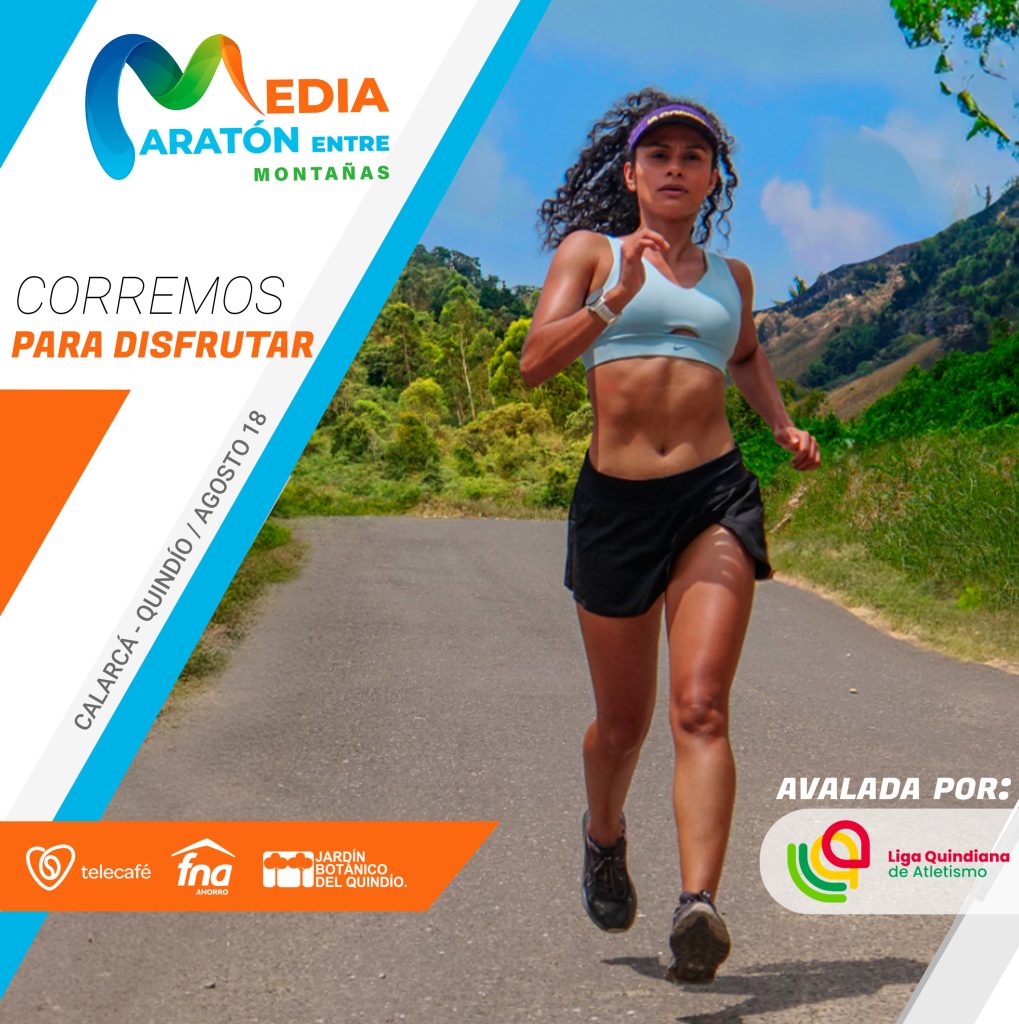 MEDIA
MARATÓN ENTRE
MONTAÑAS
CORREMOS
PARA DISFRUTAR
CALARCÁ - QUINDÍO / AGOSTO 18
AVALADA POR:
Liga Quindiana
de Atletismo
telecafé
fna
AHORRO
JARDÍN
BOTÁNICO
DEL QUINDÍO.